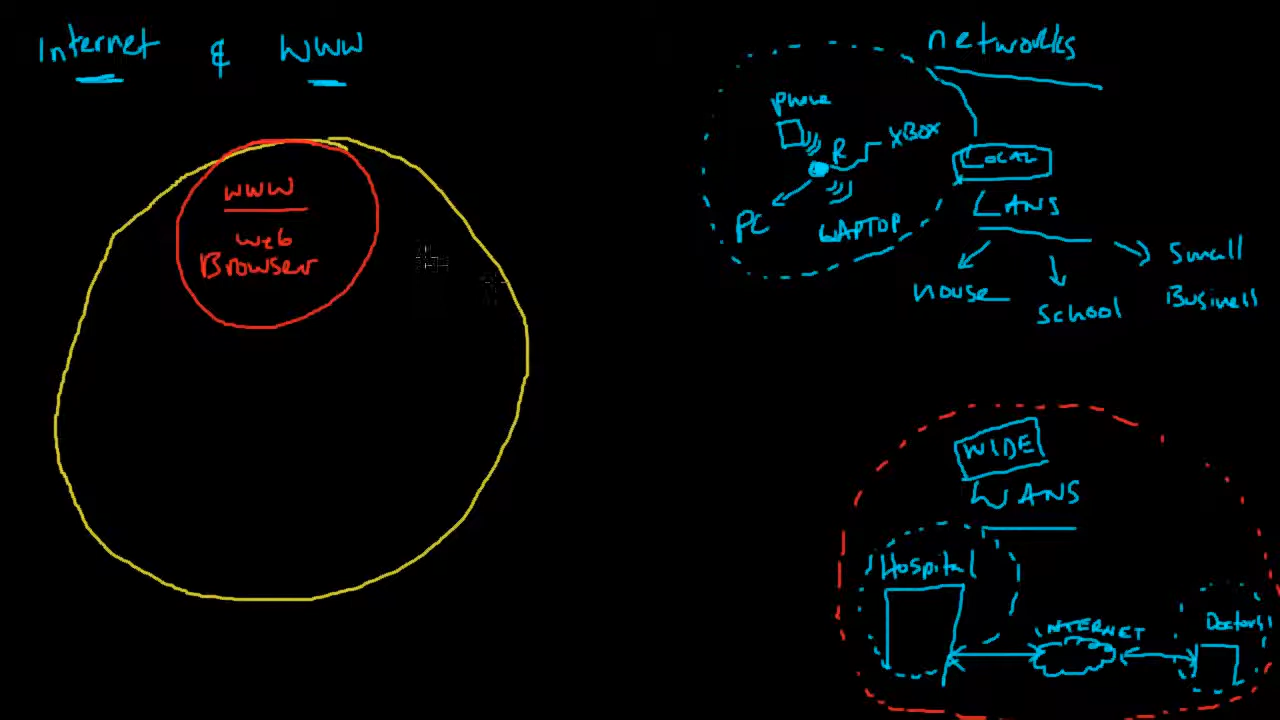 Internet & WWW
WWW
Web
Browser
networks
Phone
R
XBOX
PC
LAPTOP
LOCAL
LANS
House
School
Small
Business
WIDE
WANS
Hospital
INTERNET
Doctors